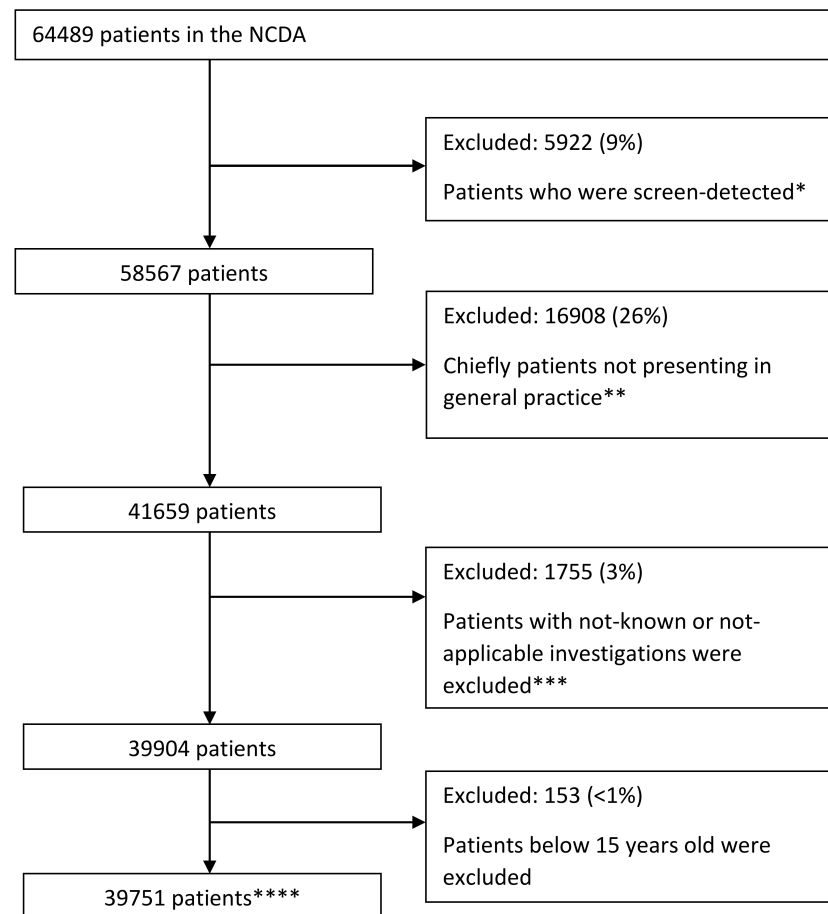 64489 patients in the NCDA
Excluded: 5922 (9%)
Patients who were screen-detected*
58567 patients
Excluded: 16908 (26%)
Chiefly patients not presenting in
general practice**
41659 patients
Excluded: 1755 (3%)
Patients with not-known or not-
applicable investigations were
excluded***
39904 patients
Excluded: 153 (<1%)
Patients below 15 years old were
excluded
39751 patients****